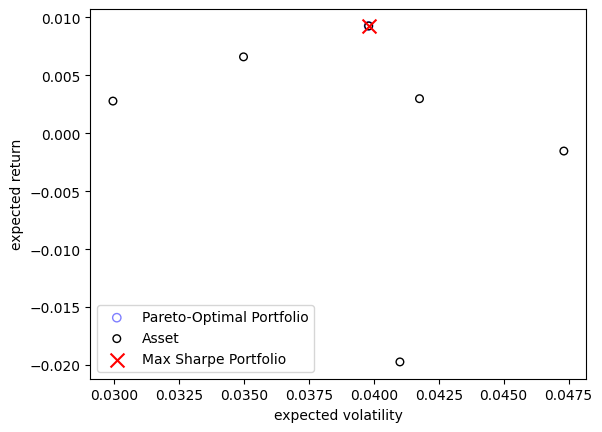 0.010
0.005
0.000
−0.005
−0.010
−0.015
−0.020
expected return
Pareto-Optimal Portfolio
Asset
Max Sharpe Portfolio
0.0300 0.0325 0.0350 0.0375 0.0400 0.0425 0.0450 0.0475
expected volatility